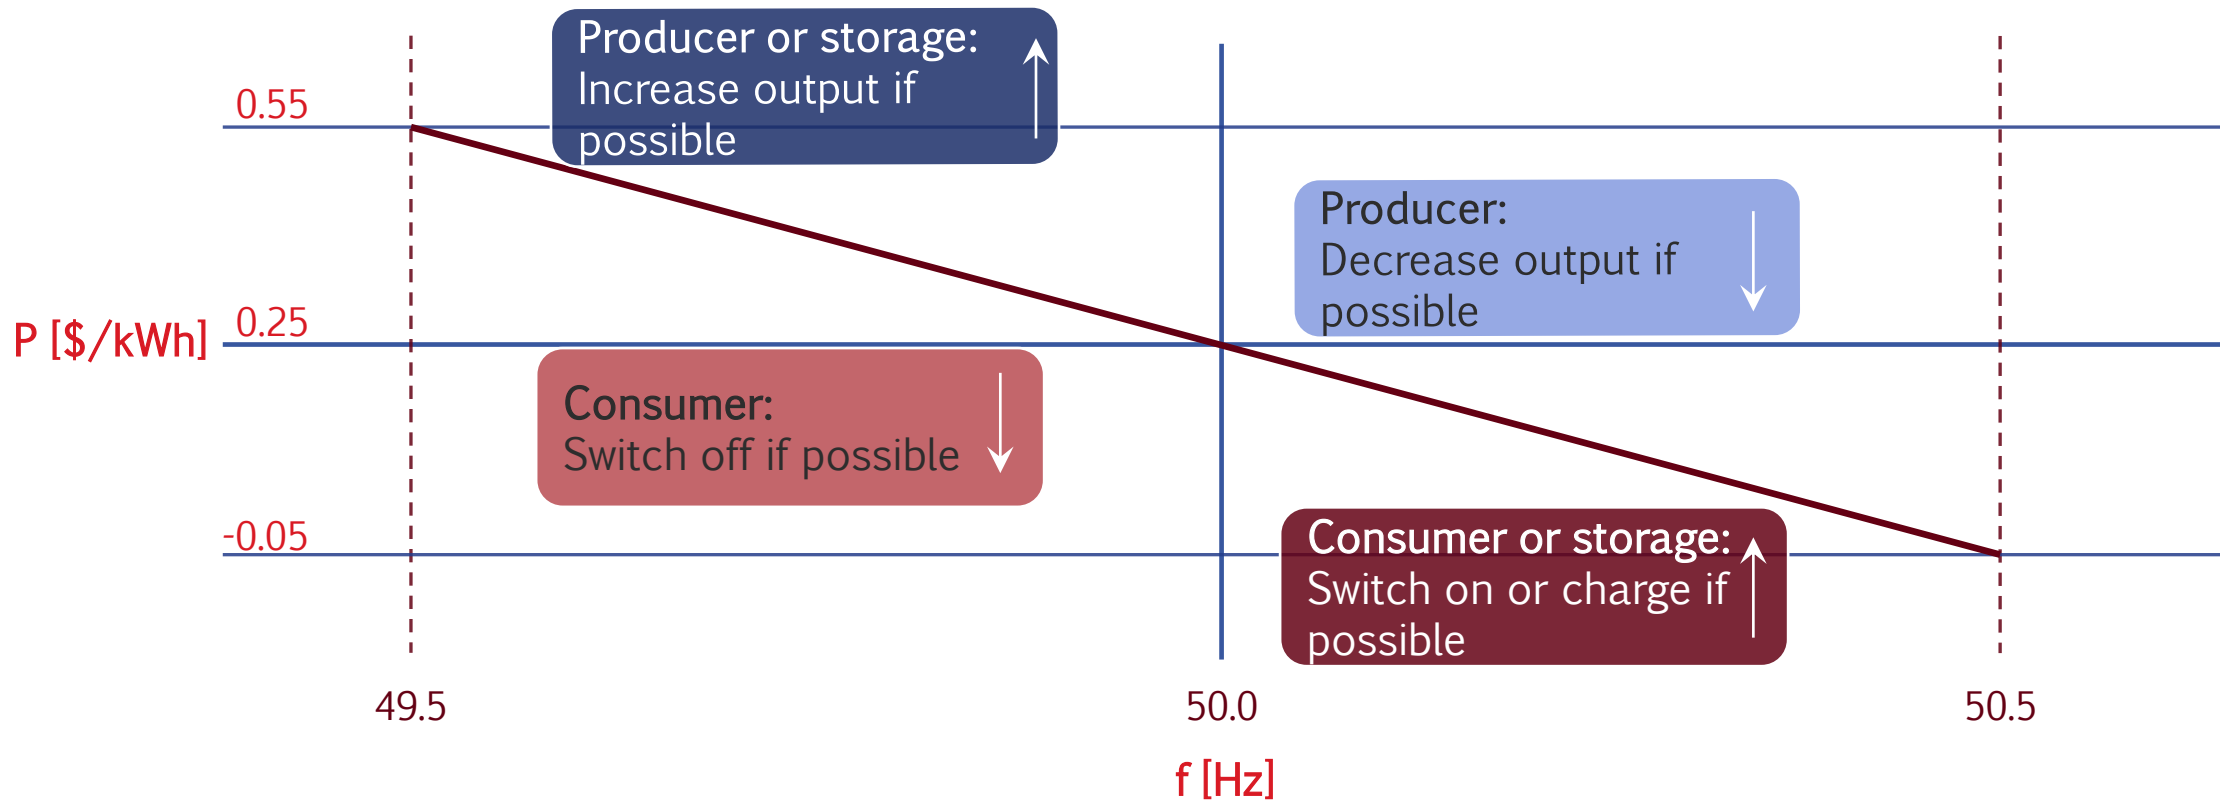 Producer or storage:
Increase output if
possible
0.55
Producer:
Decrease output if
possible
0.25
P [$/kWh]
Consumer:
Switch off if possible
-0.05
Consumer or storage:
Switch on or charge if
possible
49.5
50.0
50.5
f [Hz]